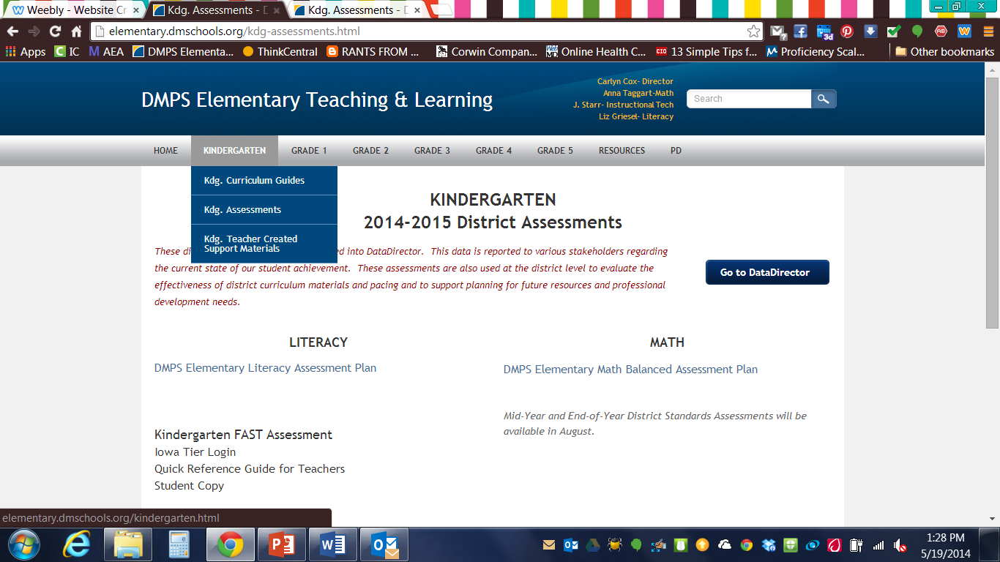 Weebly - Website Cr
Kdg. Assessments - D
Kdg. Assessments - D
elementary.dmschools.org/kdg-assessments.html
Apps
IC
AEA
DMPS Elementa...
ThinkCentral
RANTS FROM ...
Corwin Compan...
Online Health C...
13 Simple Tips f...
Proficiency Scal...
Other bookmarks
DMPS Elementary Teaching & Learning
Carlyn Cox- Director
Anna Taggart-Math
J. Starr- Instructional Tech
Liz Griesel- Literacy
Search
HOME
KINDERGARTEN
GRADE 1
GRADE 2
GRADE 3
GRADE 4
GRADE 5
RESOURCES
PD
Kdg. Curriculum Guides
Kdg. Assessments
Kdg. Teacher Created
Support Materials
KINDERGARTEN
2014-2015 District Assessments
These di
ed into DataDirector. This data is reported to various stakeholders regarding
the current state of our student achievement. These assessments are also used at the district level to evaluate the
effectiveness of district curriculum materials and pacing and to support planning for future resources and professional
development needs.
Go to DataDirector
LITERACY
DMPS Elementary Literacy Assessment Plan
Kindergarten FAST Assessment
Iowa Tier Login
Quick Reference Guide for Teachers
Student Copy
MATH
DMPS Elementary Math Balanced Assessment Plan
Mid-Year and End-of-Year District Standards Assessments will be
available in August.
elementary.dmschools.org/kindergarten.html
1:28 PM
5/19/2014